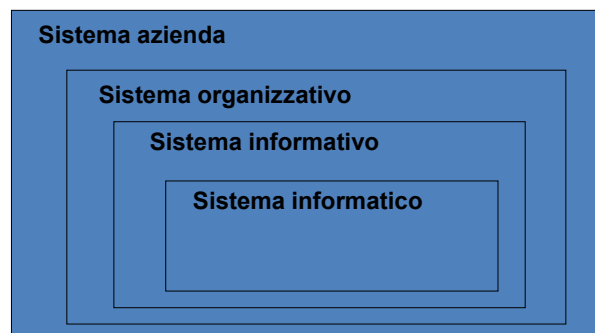 Sistema azienda
Sistema organizzativo
Sistema informativo
Sistema informatico